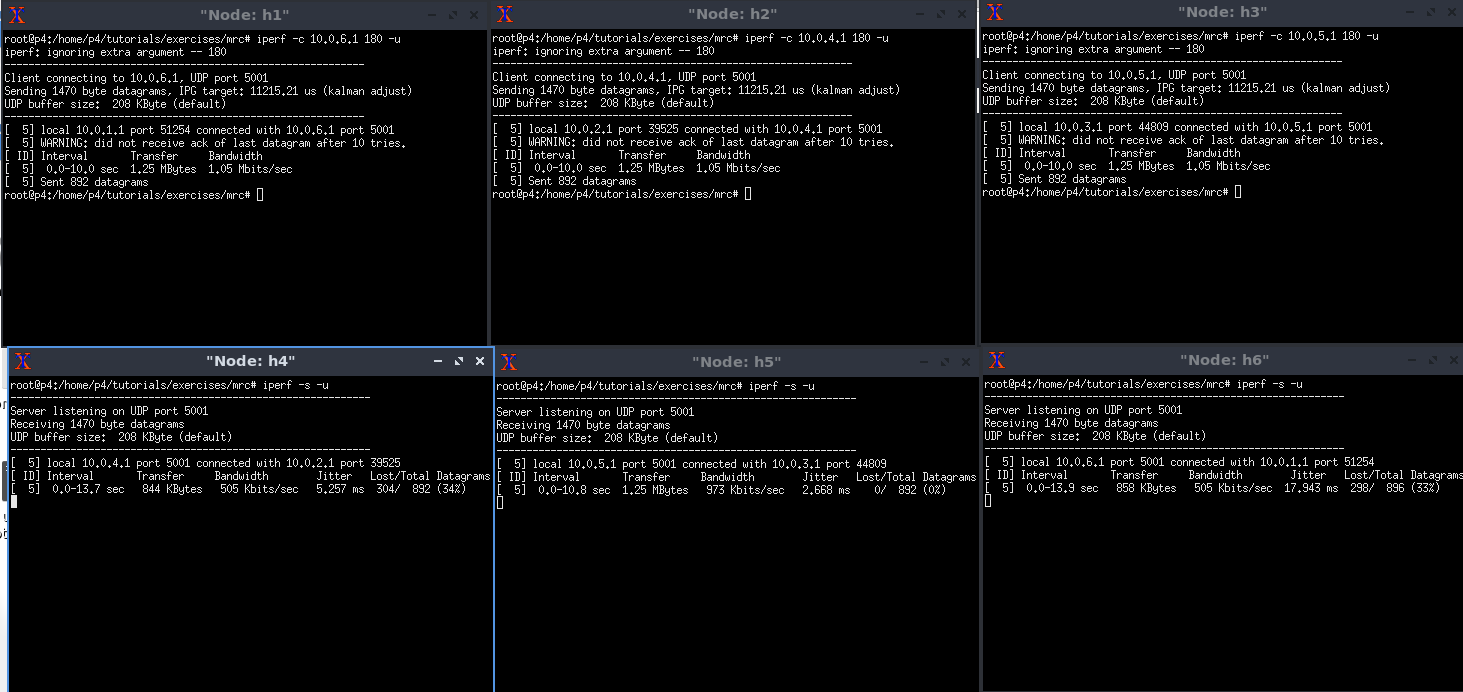 "Node: h1"
root@p4:/home/p4/tutorials/exercises/mrc# iperf -c 10.0.6.1 180 -u
iperf: ignoring extra argument -- 180
------------------------------------------------------------
Client connecting to 10.0.6.1, UDP port 5001
Sending 1470 byte datagrams, IPG target: 11215.21 us (kalman adjust)
UDP buffer size:  208 KByte (default)
------------------------------------------------------------
[  5] local 10.0.1.1 port 51254 connected with 10.0.6.1 port 5001
[  5] WARNING: did not receive ack of last datagram after 10 tries.
[ ID] Interval       Transfer     Bandwidth
[  5]  0.0-10.0 sec  1.25 MBytes  1.05 Mbits/sec
[  5] Sent 892 datagrams
root@p4:/home/p4/tutorials/exercises/mrc#
"Node: h2"
root@p4:/home/p4/tutorials/exercises/mrc# iperf -c 10.0.4.1 180 -u
iperf: ignoring extra argument -- 180
------------------------------------------------------------
Client connecting to 10.0.4.1, UDP port 5001
Sending 1470 byte datagrams, IPG target: 11215.21 us (kalman adjust)
UDP buffer size:  208 KByte (default)
------------------------------------------------------------
[  5] local 10.0.2.1 port 39525 connected with 10.0.4.1 port 5001
[  5] WARNING: did not receive ack of last datagram after 10 tries.
[ ID] Interval       Transfer     Bandwidth
[  5]  0.0-10.0 sec  1.25 MBytes  1.05 Mbits/sec
[  5] Sent 892 datagrams
root@p4:/home/p4/tutorials/exercises/mrc#
"Node: h3"
root@p4:/home/p4/tutorials/exercises/mrc# iperf -c 10.0.5.1 180 -u
iperf: ignoring extra argument -- 180
------------------------------------------------------------
Client connecting to 10.0.5.1, UDP port 5001
Sending 1470 byte datagrams, IPG target: 11215.21 us (kalman adjust)
UDP buffer size:  208 KByte (default)
------------------------------------------------------------
[  5] local 10.0.3.1 port 44809 connected with 10.0.5.1 port 5001
[  5] WARNING: did not receive ack of last datagram after 10 tries.
[ ID] Interval       Transfer     Bandwidth
[  5]  0.0-10.0 sec  1.25 MBytes  1.05 Mbits/sec
[  5] Sent 892 datagrams
root@p4:/home/p4/tutorials/exercises/mrc#
"Node: h4"
root@p4:/home/p4/tutorials/exercises/mrc# iperf -s -u
------------------------------------------------------------
Server listening on UDP port 5001
Receiving 1470 byte datagrams
UDP buffer size:  208 KByte (default)
------------------------------------------------------------
[  5] local 10.0.4.1 port 5001 connected with 10.0.2.1 port 39525
[ ID] Interval       Transfer     Bandwidth        Jitter   Lost/Total Datagrams
[  5]  0.0-13.7 sec   844 KBytes   505 Kbits/sec   5.257 ms  304/  892 (34%)
"Node: h5"
root@p4:/home/p4/tutorials/exercises/mrc# iperf -s -u
------------------------------------------------------------
Server listening on UDP port 5001
Receiving 1470 byte datagrams
UDP buffer size:  208 KByte (default)
------------------------------------------------------------
[  5] local 10.0.5.1 port 5001 connected with 10.0.3.1 port 44809
[ ID] Interval       Transfer     Bandwidth        Jitter   Lost/Total Datagrams
[  5]  0.0-10.8 sec  1.25 MBytes   973 Kbits/sec   2.668 ms    0/  892 (0%)
"Node: h6"
root@p4:/home/p4/tutorials/exercises/mrc# iperf -s -u
------------------------------------------------------------
Server listening on UDP port 5001
Receiving 1470 byte datagrams
UDP buffer size:  208 KByte (default)
------------------------------------------------------------
[  5] local 10.0.6.1 port 5001 connected with 10.0.1.1 port 51254
[ ID] Interval       Transfer     Bandwidth        Jitter   Lost/Total Datagrams
[  5]  0.0-13.9 sec   858 KBytes   505 Kbits/sec  17.943 ms  298/  896 (33%)